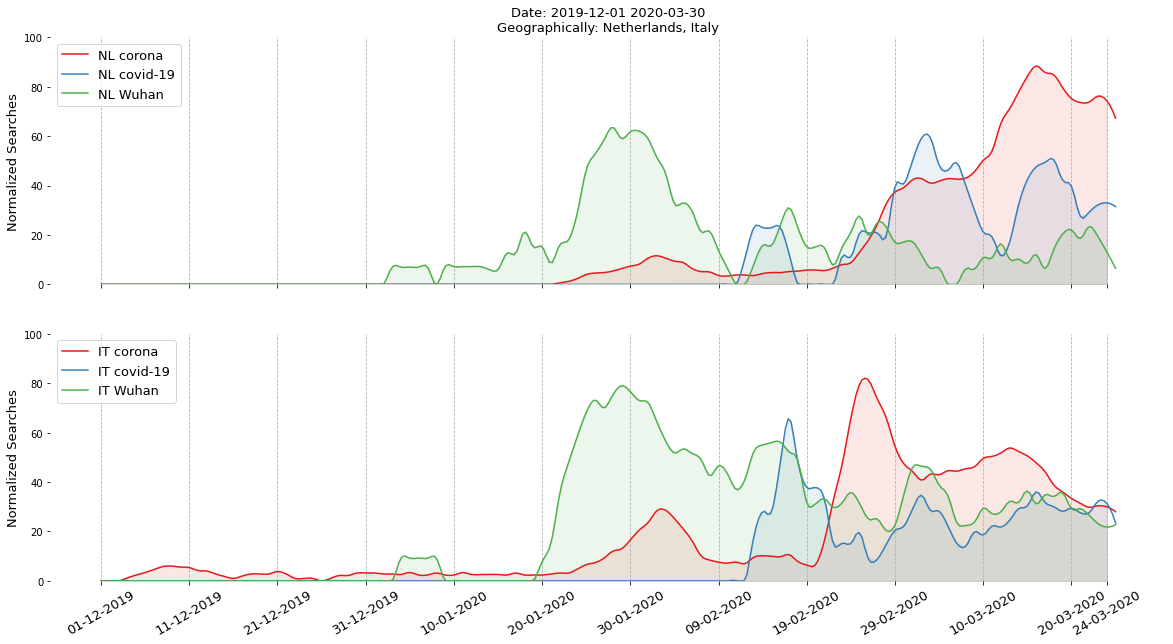 Date: 2019-12-01 2020-03-30
Geographically: Netherlands, Italy
Normalized Searches
100
80
60
40
20
0
NL corona
NL covid-19
NL Wuhan
Normalized Searches
100
80
60
40
20
0
IT corona
IT covid-19
IT Wuhan
01-12-2019
11-12-2019
21-12-2019
31-12-2019
10-01-2020
20-01-2020
30-01-2020
09-02-2020
19-02-2020
29-02-2020
10-03-2020
20-03-2020
24-03-2020